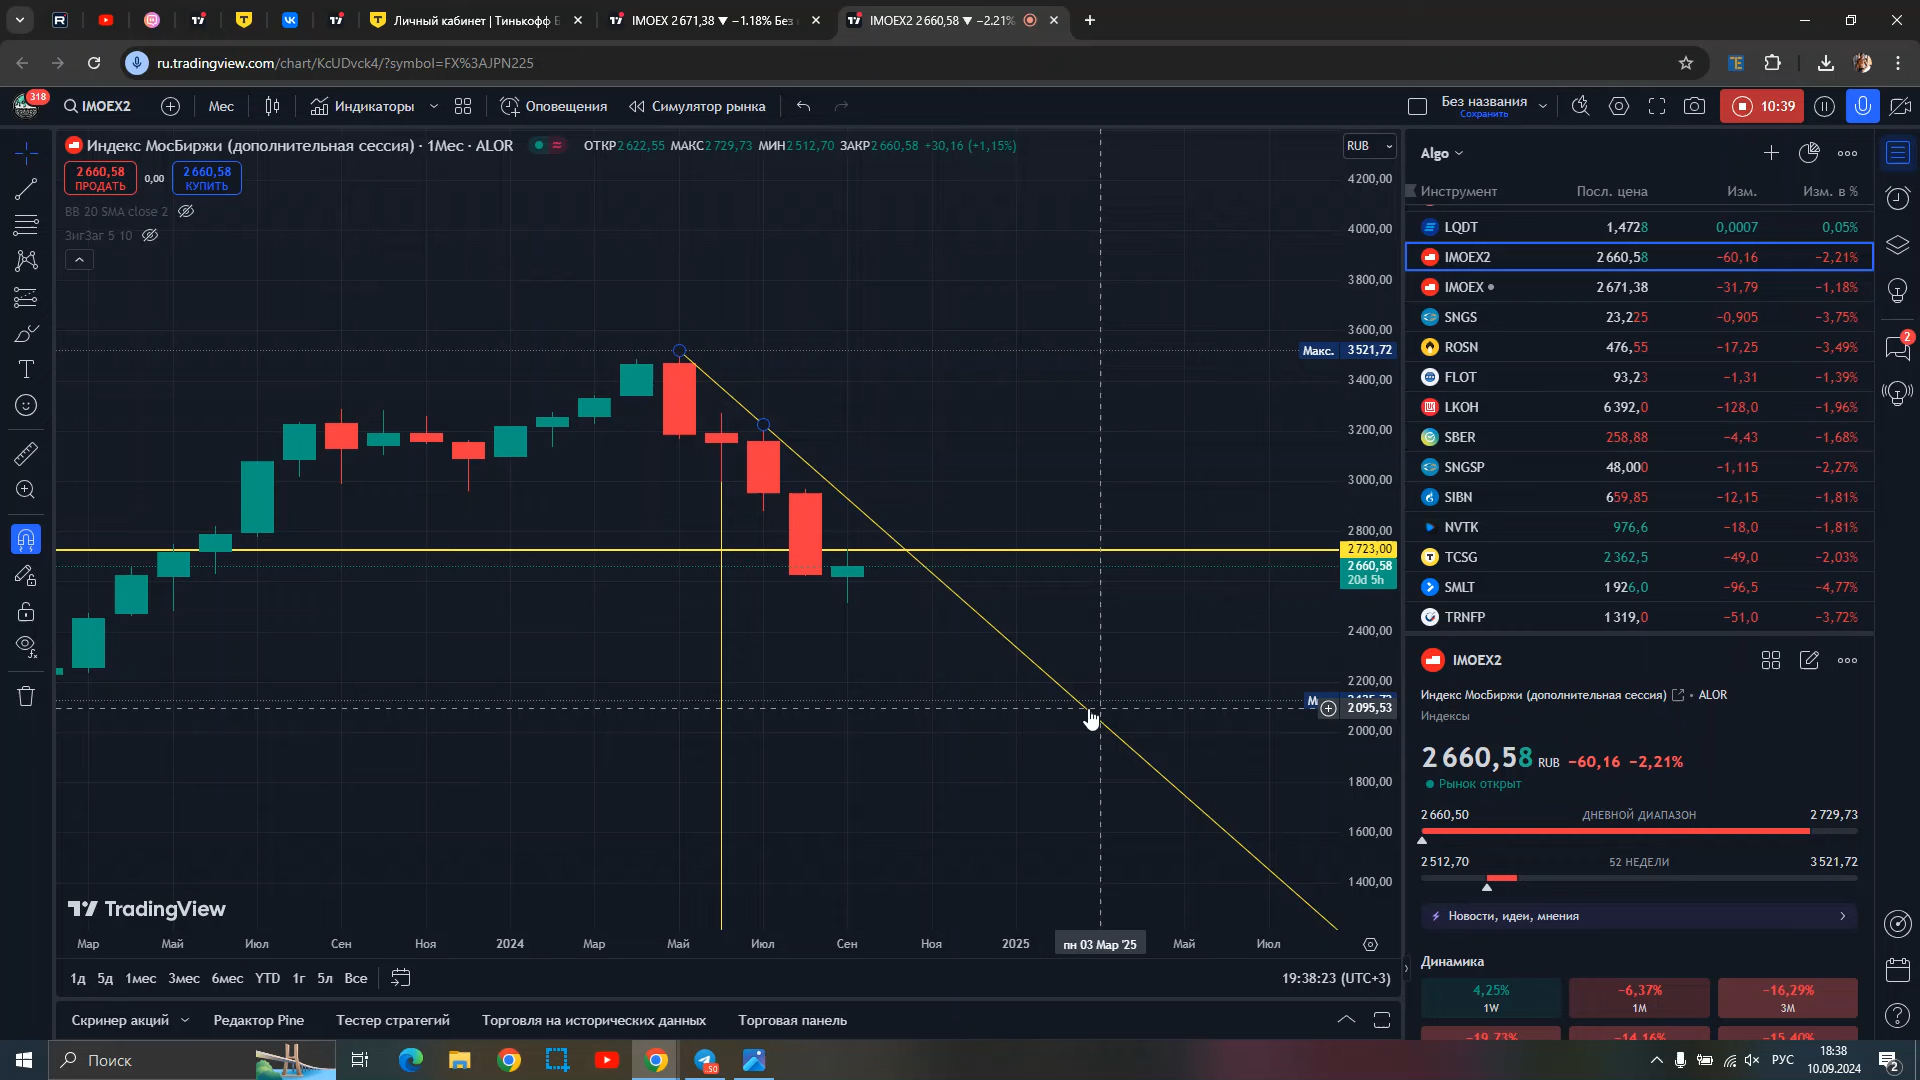 Личный кабинет | Тинькофф Б
IMOEX 2 671,38 ▼ −1.18% Без н
IMOEX2 2 660,58 ▼ −2.21%
ru.tradingview.com/chart/KcUDvck4/?symbol=FX%3AJPN225
318
IMOEX2
Мес
Индикаторы
Оповещения
Симулятор рынка
Без названия
Сохранить
10:39
Индекс МосБиржи (дополнительная сессия) · 1Мес · ALOR
ОТКР2 622,55 МАКС2 729,73 МИН2 512,70 ЗАКР2 660,58 +30,16 (+1,15%)
RUB
2 660,58
ПРОДАТЬ
0,00
2 660,58
КУПИТЬ
BB 20 SMA close 2
ЗигЗаг 5 10
4200,00
4000,00
3800,00
3600,00
Макс. 3 521,72
3400,00
3200,00
3000,00
2800,00
2723,00
2 660,58
20d 5h
2400,00
2200,00
2095,53
2000,00
1800,00
1600,00
1400,00
TradingView
Мар
Май
Июл
Сен
Ноя
2024
Мар
Май
Июл
Сен
Ноя
2025
пн 03 Мар '25
Май
Июл
1д 5д 1мес 3мес 6мес YTD 1г 5л Все
19:38:23 (UTC+3)
Скринер акций
Редактор Pine
Тестер стратегий
Торговля на исторических данных
Торговая панель
Algo
Инструмент Посл. цена Изм. Изм. в %
LQDT 1,4728 0,0007 0,05%
IMOEX2 2 660,58 −60,16 −2,21%
IMOEX 2 671,38 −31,79 −1,18%
SNGS 23,225 −0,905 −3,75%
ROSN 476,55 −17,25 −3,49%
FLOT 93,23 −1,31 −1,39%
LKOH 6 392,0 −128,0 −1,96%
SBER 258,88 −4,43 −1,68%
SNGSP 48,000 −1,115 −2,27%
SIBN 659,85 −12,15 −1,81%
NVTK 976,6 −18,0 −1,81%
TCSG 2 362,5 −49,0 −2,03%
SMLT 1 926,0 −96,5 −4,77%
TRNFP 1 319,0 −51,0 −3,72%
IMOEX2
Индекс МосБиржи (дополнительная сессия) • ALOR
Индексы
2 660,58 RUB −60,16 −2,21%
Рынок открыт
2 660,50 ДНЕВНОЙ ДИАПАЗОН 2 729,73
2 512,70 52 НЕДЕЛИ 3 521,72
Новости, идеи, мнения
Динамика
4,25%
1W
−6,37%
1M
−16,29%
3M
−19,73%
−14,16%
−15,40%
2
Поиск
РУС
18:38
10.09.2024
2